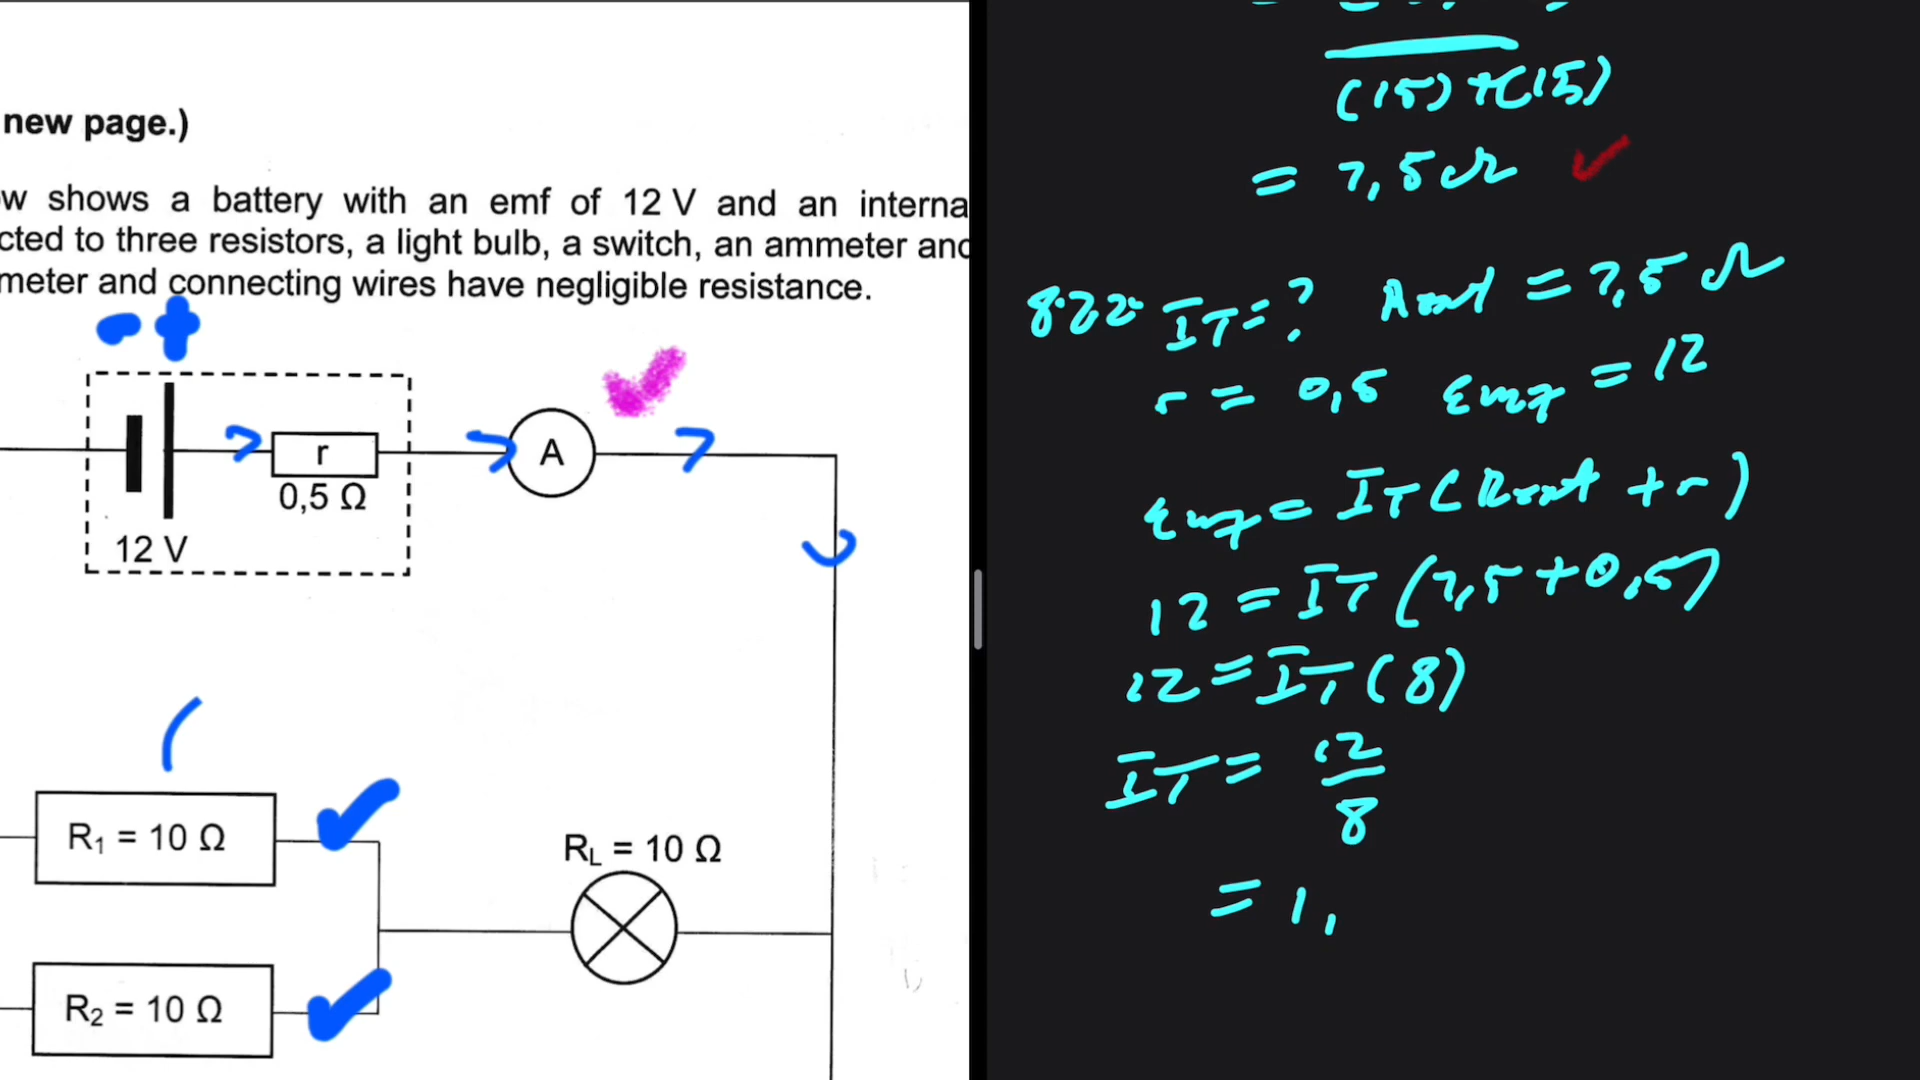 new page.)
w shows a battery with an emf of 12 V and an interna
cted to three resistors, a light bulb, a switch, an ammeter and
meter and connecting wires have negligible resistance.
- +
r
0,5 Ω
12 V
A
R₁ = 10 Ω
R₂ = 10 Ω
R_L = 10 Ω
(15) + (15)
= 7,5 Ω ✓
8.2.2 IT = ? Rext = 7,5 Ω
r = 0,5 Emf = 12
Emf = IT (Rext + r)
12 = IT (7,5 + 0,5)
12 = IT (8)
IT = 12/8
= 1,